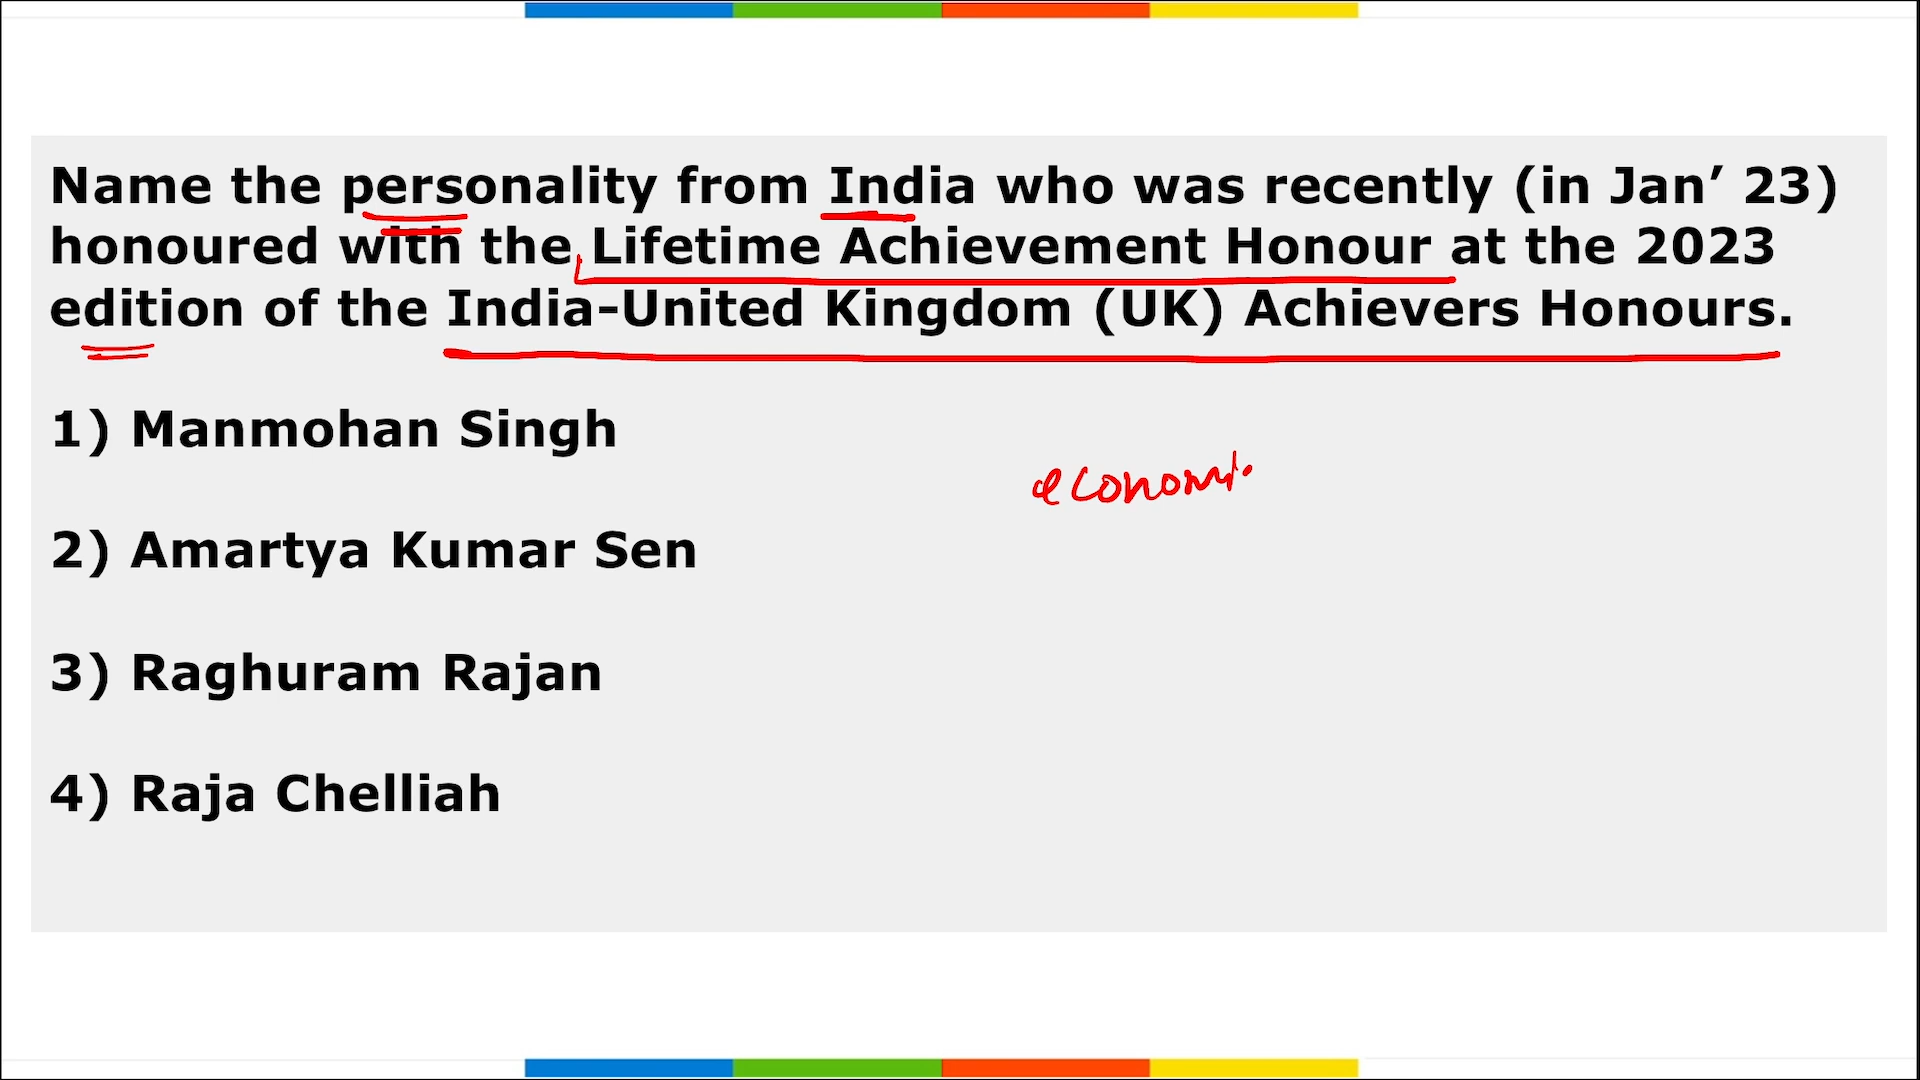 Name the personality from India who was recently (in Jan’ 23)
honoured with the Lifetime Achievement Honour at the 2023
edition of the India-United Kingdom (UK) Achievers Honours.
1) Manmohan Singh
economi
2) Amartya Kumar Sen
3) Raghuram Rajan
4) Raja Chelliah